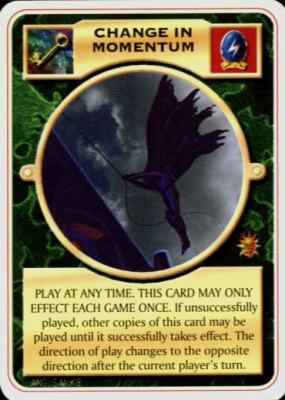 CHANGE IN
MOMENTUM
PLAY AT ANY TIME. THIS CARD MAY ONLY
EFFECT EACH GAME ONCE. If unsuccessfully
played, other copies of this card may be
played until it successfully takes effect. The
direction of play changes to the opposite
direction after the current player's turn.
ANGUS McKIE